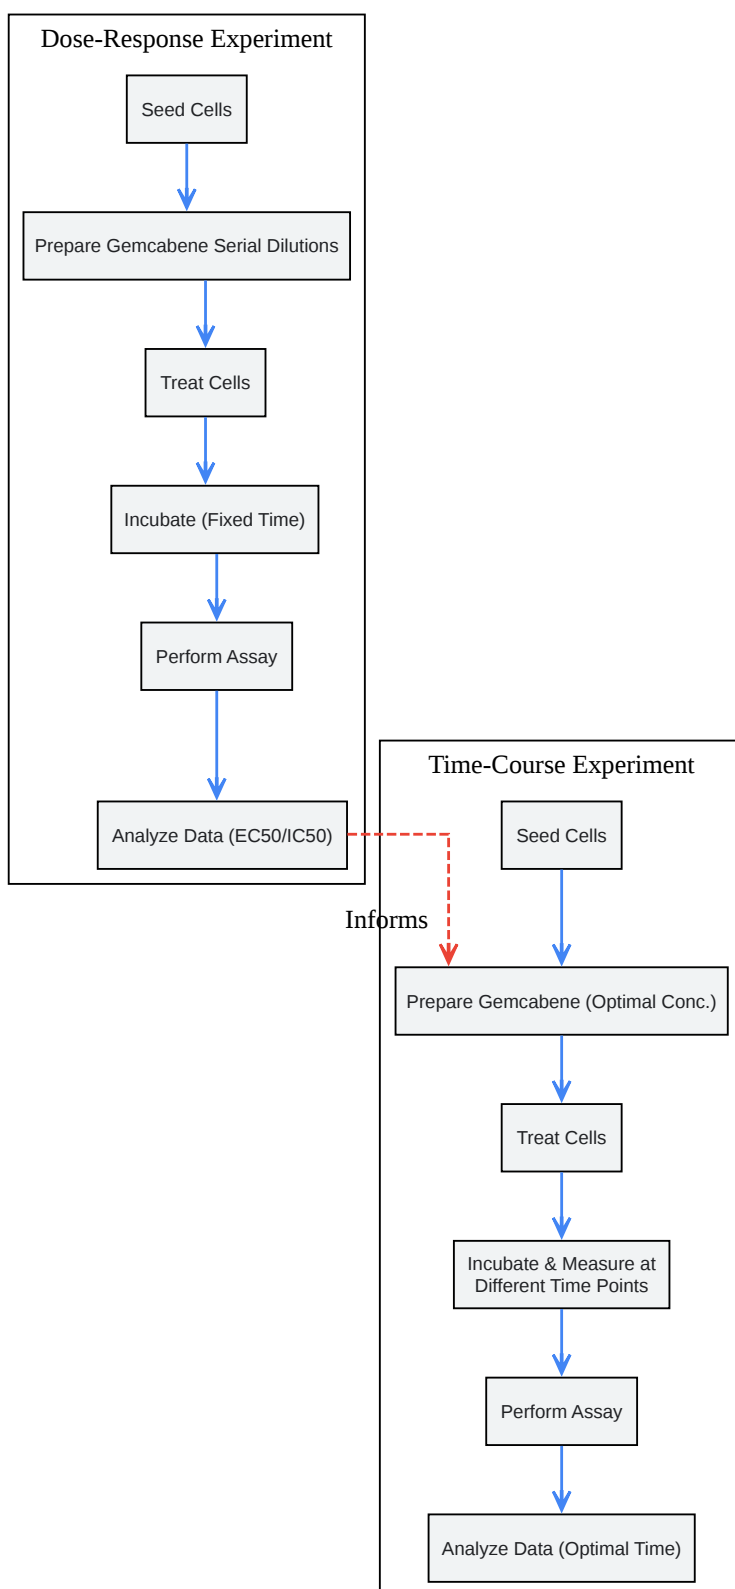 Dose-Response Experiment
Seed Cells
Prepare Gemcabene Serial Dilutions
Treat Cells
Incubate (Fixed Time)
Perform Assay
Analyze Data (EC50/IC50)
Informs
Time-Course Experiment
Seed Cells
Prepare Gemcabene (Optimal Conc.)
Treat Cells
Incubate & Measure at
Different Time Points
Perform Assay
Analyze Data (Optimal Time)